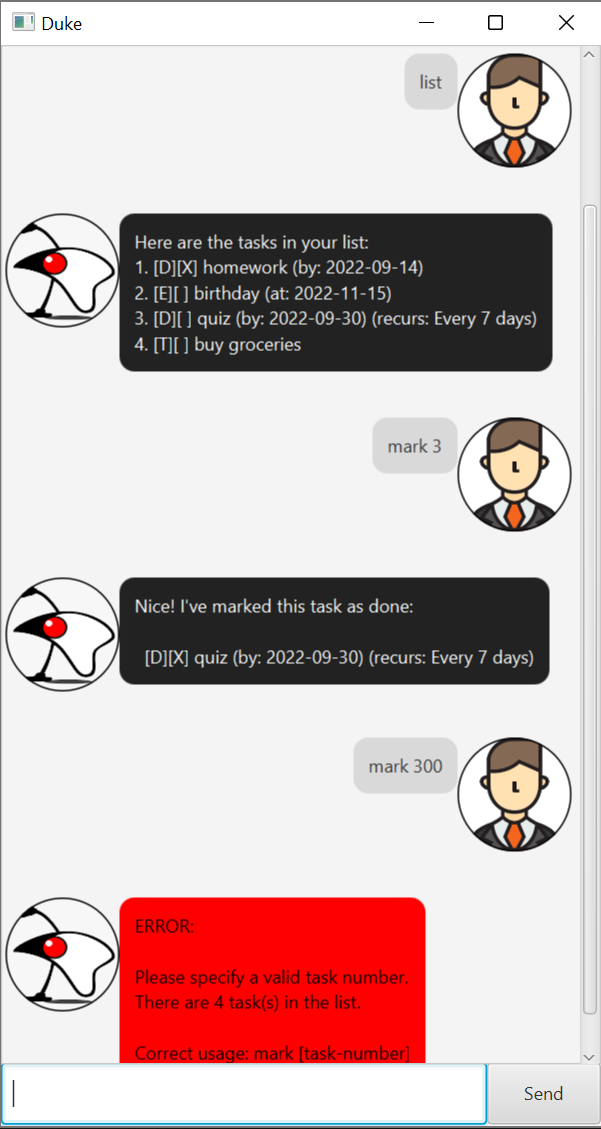 Duke
list
Here are the tasks in your list:
1. [D][X] homework (by: 2022-09-14)
2. [E][ ] birthday (at: 2022-11-15)
3. [D][ ] quiz (by: 2022-09-30) (recurs: Every 7 days)
4. [T][ ] buy groceries
mark 3
Nice! I've marked this task as done:
[D][X] quiz (by: 2022-09-30) (recurs: Every 7 days)
mark 300
ERROR:
Please specify a valid task number.
There are 4 task(s) in the list.
Correct usage: mark [task-number]
Send